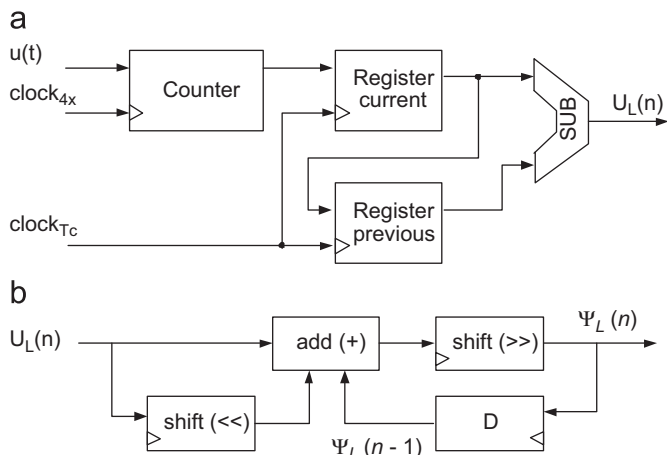 a
u(t)
clock4x
Counter
Register
current
SUB
UL(n)
clockTc
Register
previous
b
UL(n)
add (+)
shift (>>)
ΨL (n)
shift (<<)
ΨL (n - 1)
D